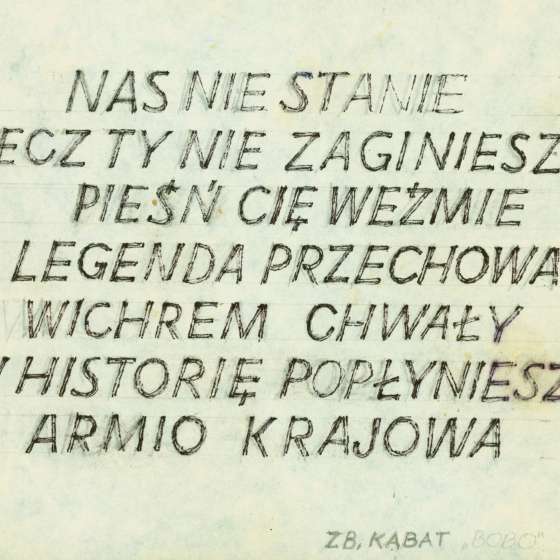 NAS NIE STANIE
ECZ TY NIE ZAGINIESZ
PIEŚŃ CIĘ WEŹMIE
LEGENDA PRZECHOWA
WICHREM CHWAŁY
W HISTORIĘ POPŁYNIESZ
ARMIO KRAJOWA
ZB. KĄBAT „BOBO"